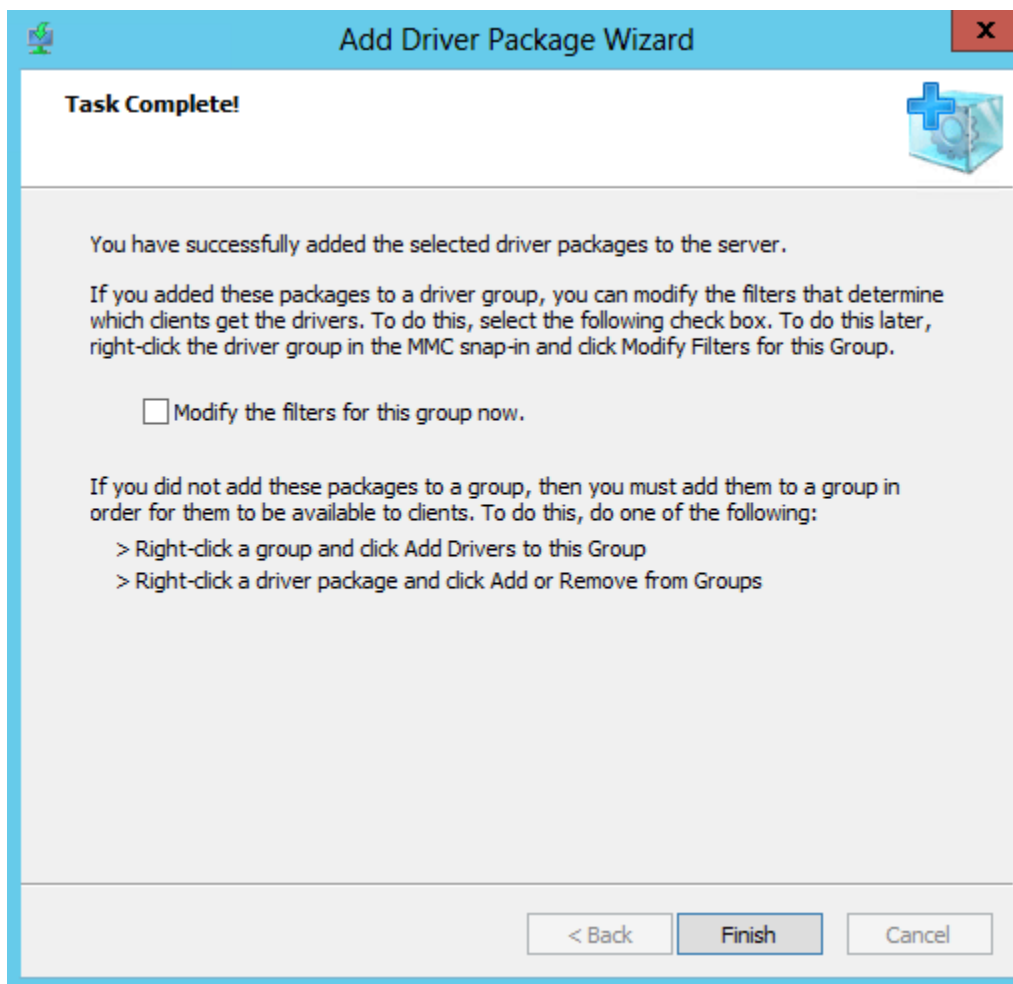 Add Driver Package Wizard
x
Task Complete!
You have successfully added the selected driver packages to the server.
If you added these packages to a driver group, you can modify the filters that determine
which clients get the drivers. To do this, select the following check box. To do this later,
right-click the driver group in the MMC snap-in and click Modify Filters for this Group.
Modify the filters for this group now.
If you did not add these packages to a group, then you must add them to a group in
order for them to be available to clients. To do this, do one of the following:
> Right-click a group and click Add Drivers to this Group
> Right-click a driver package and click Add or Remove from Groups
< Back
Finish
Cancel